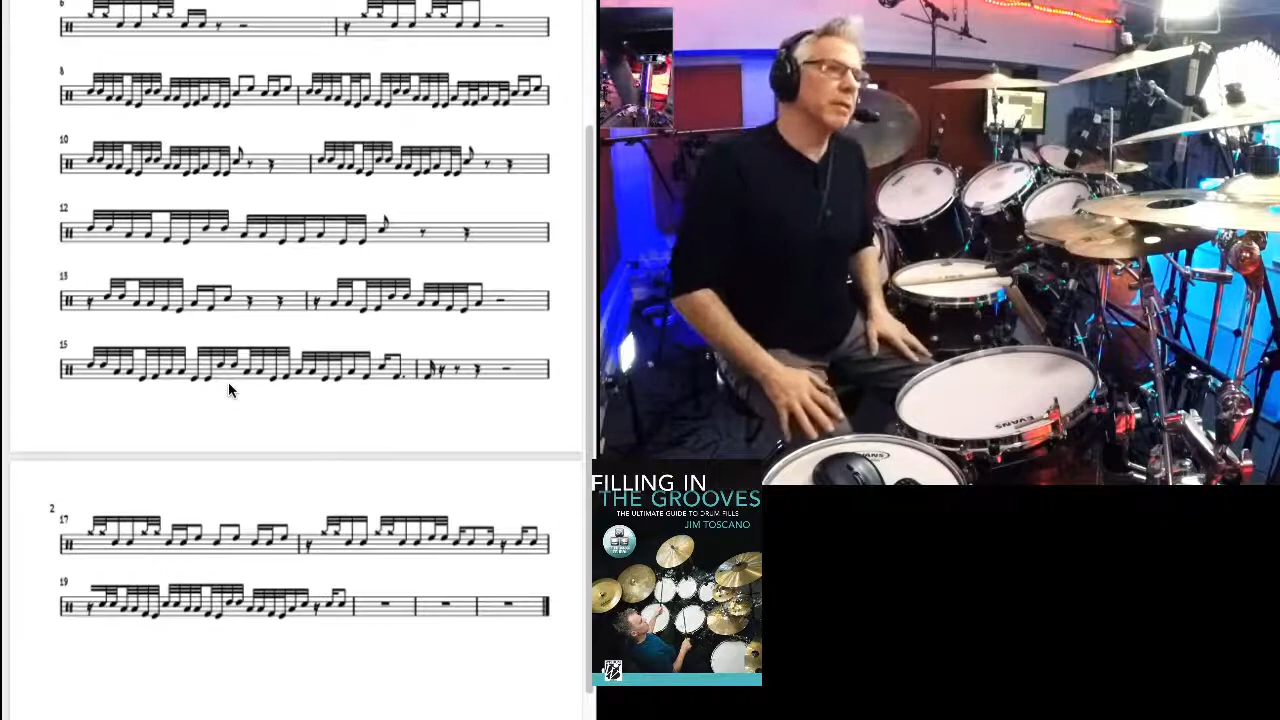 6
8
10
12
13
15
2
17
19
EVANS
EVANS
FILLING IN
THE GROOVES
THE ULTIMATE GUIDE TO DRUM FILLS
JIM TOSCANO